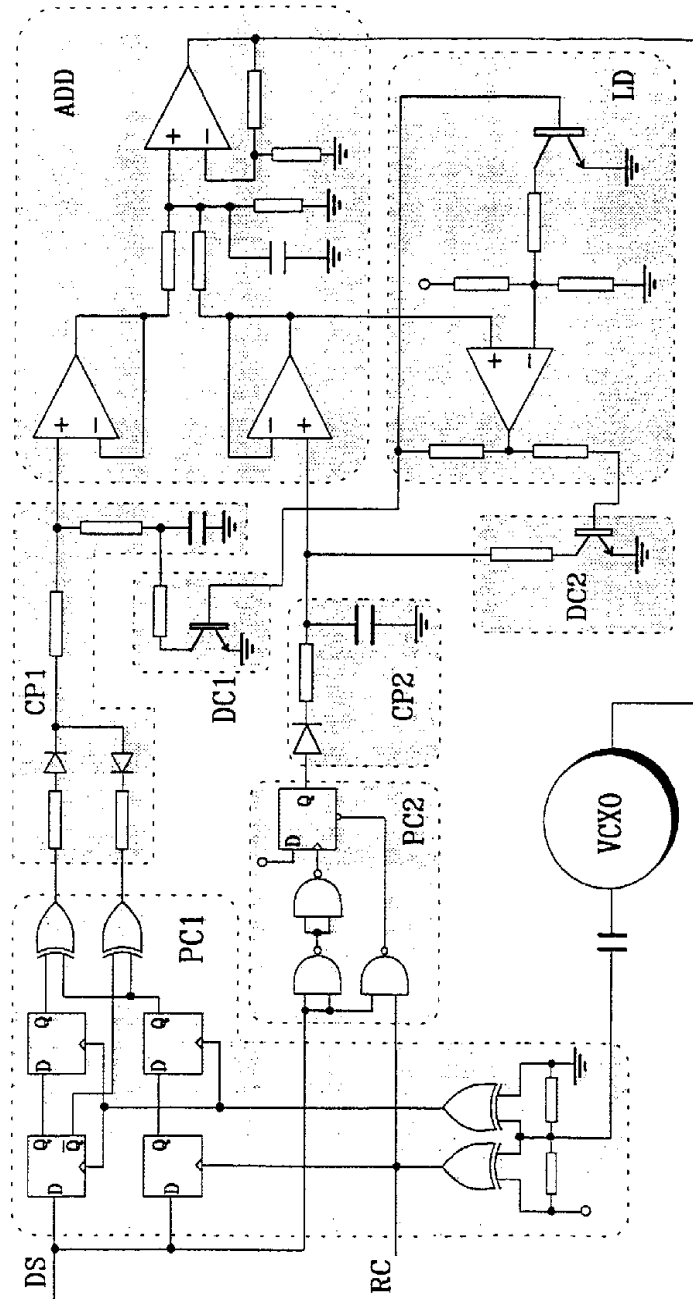 ADD
+
−
+
−
−
+
LD
+
−
CP1
DC1
CP2
DC2
PC1
D
Q
Q̅
D
Q
D
Q
D
Q
PC2
D
Q
VCXO
DS
RC